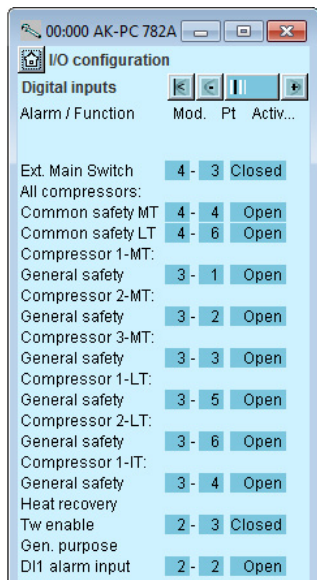 00:000 AK-PC 782A
I/O configuration
Digital inputs
Alarm / Function Mod. Pt Activ...
Ext. Main Switch 4 - 3 Closed
All compressors:
Common safety MT 4 - 4 Open
Common safety LT 4 - 6 Open
Compressor 1-MT:
General safety 3 - 1 Open
Compressor 2-MT:
General safety 3 - 2 Open
Compressor 3-MT:
General safety 3 - 3 Open
Compressor 1-LT:
General safety 3 - 5 Open
Compressor 2-LT:
General safety 3 - 6 Open
Compressor 1-IT:
General safety 3 - 4 Open
Heat recovery
Tw enable 2 - 3 Closed
Gen. purpose
DI1 alarm input 2 - 2 Open